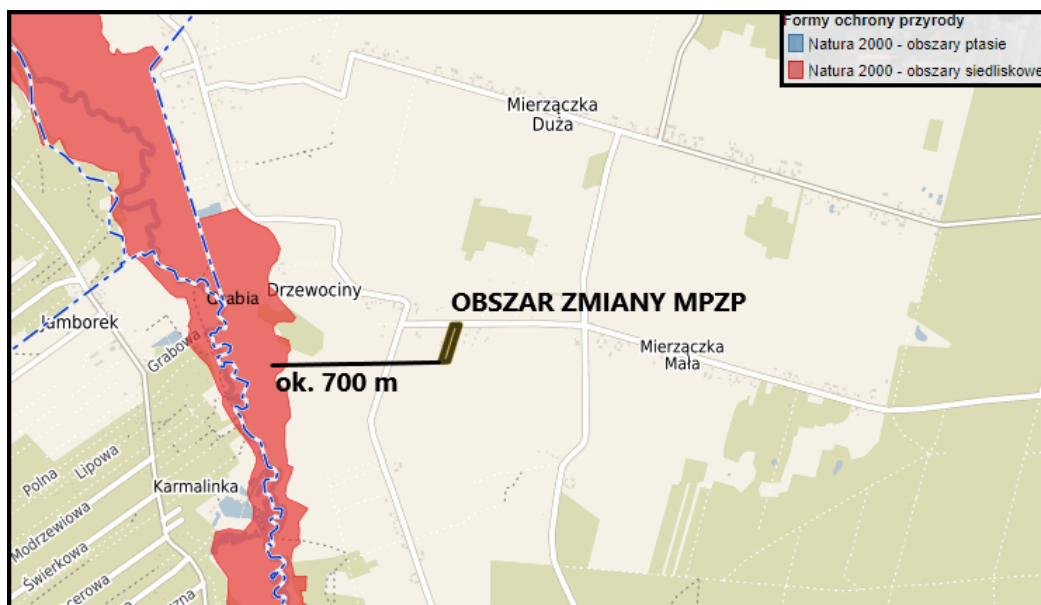 Formy ochrony przyrody
Natura 2000 - obszary ptasie
Natura 2000 - obszary siedliskowe
Mierzączka
Duża
Grabia
Drzewociny
OBSZAR ZMIANY MPZP
Jamborek
Grabowa
Mierzączka
Mała
ok. 700 m
Lipowa
Polna
Karmalinka
Modrzewiowa
Świerkowa